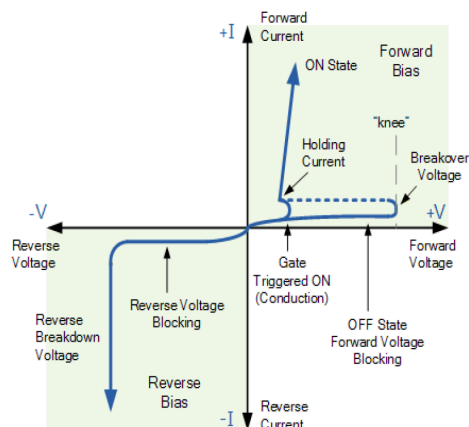 +I
Forward
Current
ON State
Forward
Bias
"knee"
Holding
Current
Breakover
Voltage
-V
+V
Reverse
Voltage
Forward
Voltage
Gate
Triggered ON
(Conduction)
Reverse Voltage
Blocking
OFF State
Forward Voltage
Blocking
Reverse
Breakdown
Voltage
Reverse
Bias
-I
Reverse
Current